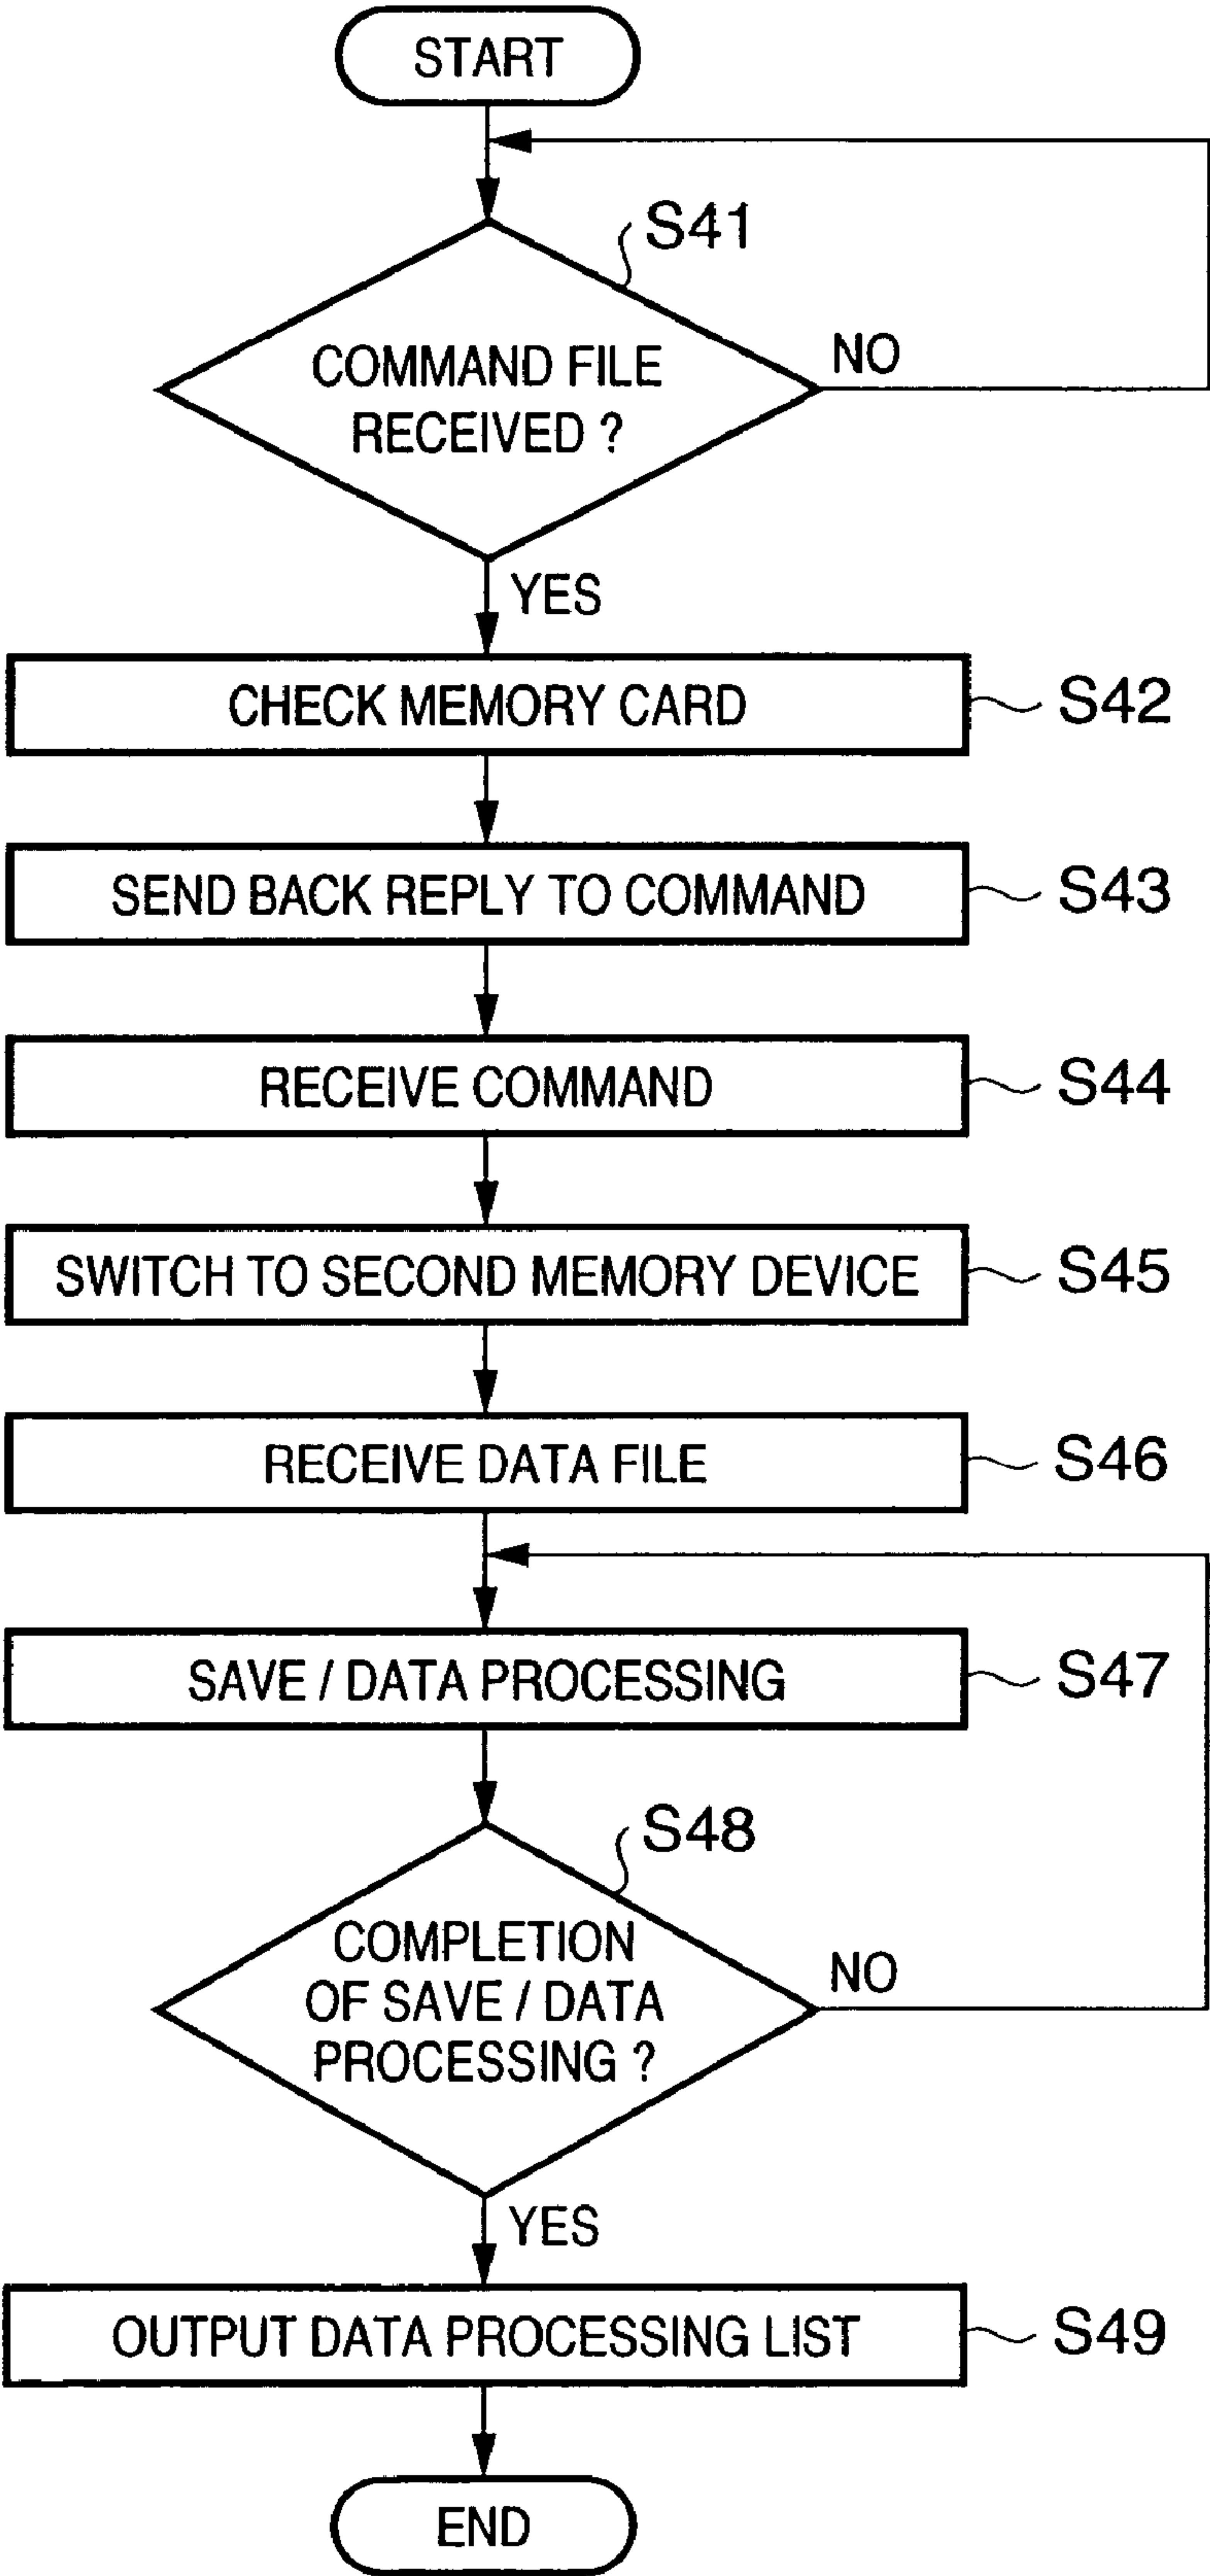 START
S41
COMMAND FILE
RECEIVED ?
NO
YES
CHECK MEMORY CARD
S42
SEND BACK REPLY TO COMMAND
S43
RECEIVE COMMAND
S44
SWITCH TO SECOND MEMORY DEVICE
S45
RECEIVE DATA FILE
S46
SAVE / DATA PROCESSING
S47
S48
COMPLETION
OF SAVE / DATA
PROCESSING ?
NO
YES
OUTPUT DATA PROCESSING LIST
S49
END